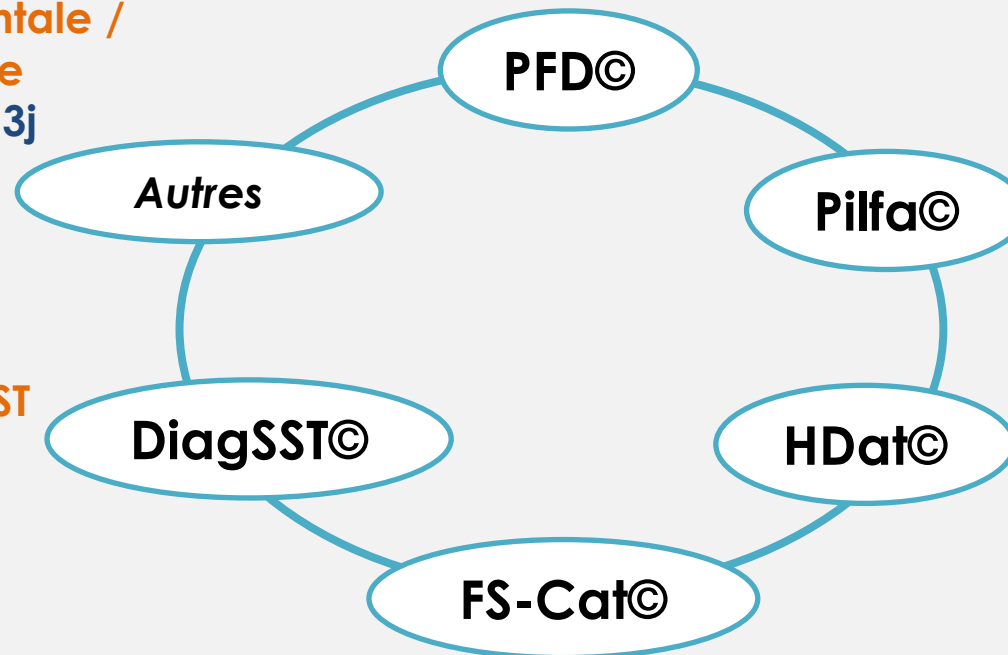 ntale /
e
3j
PFD©
Autres
Pilfa©
ST
DiagSST©
HDat©
FS-Cat©